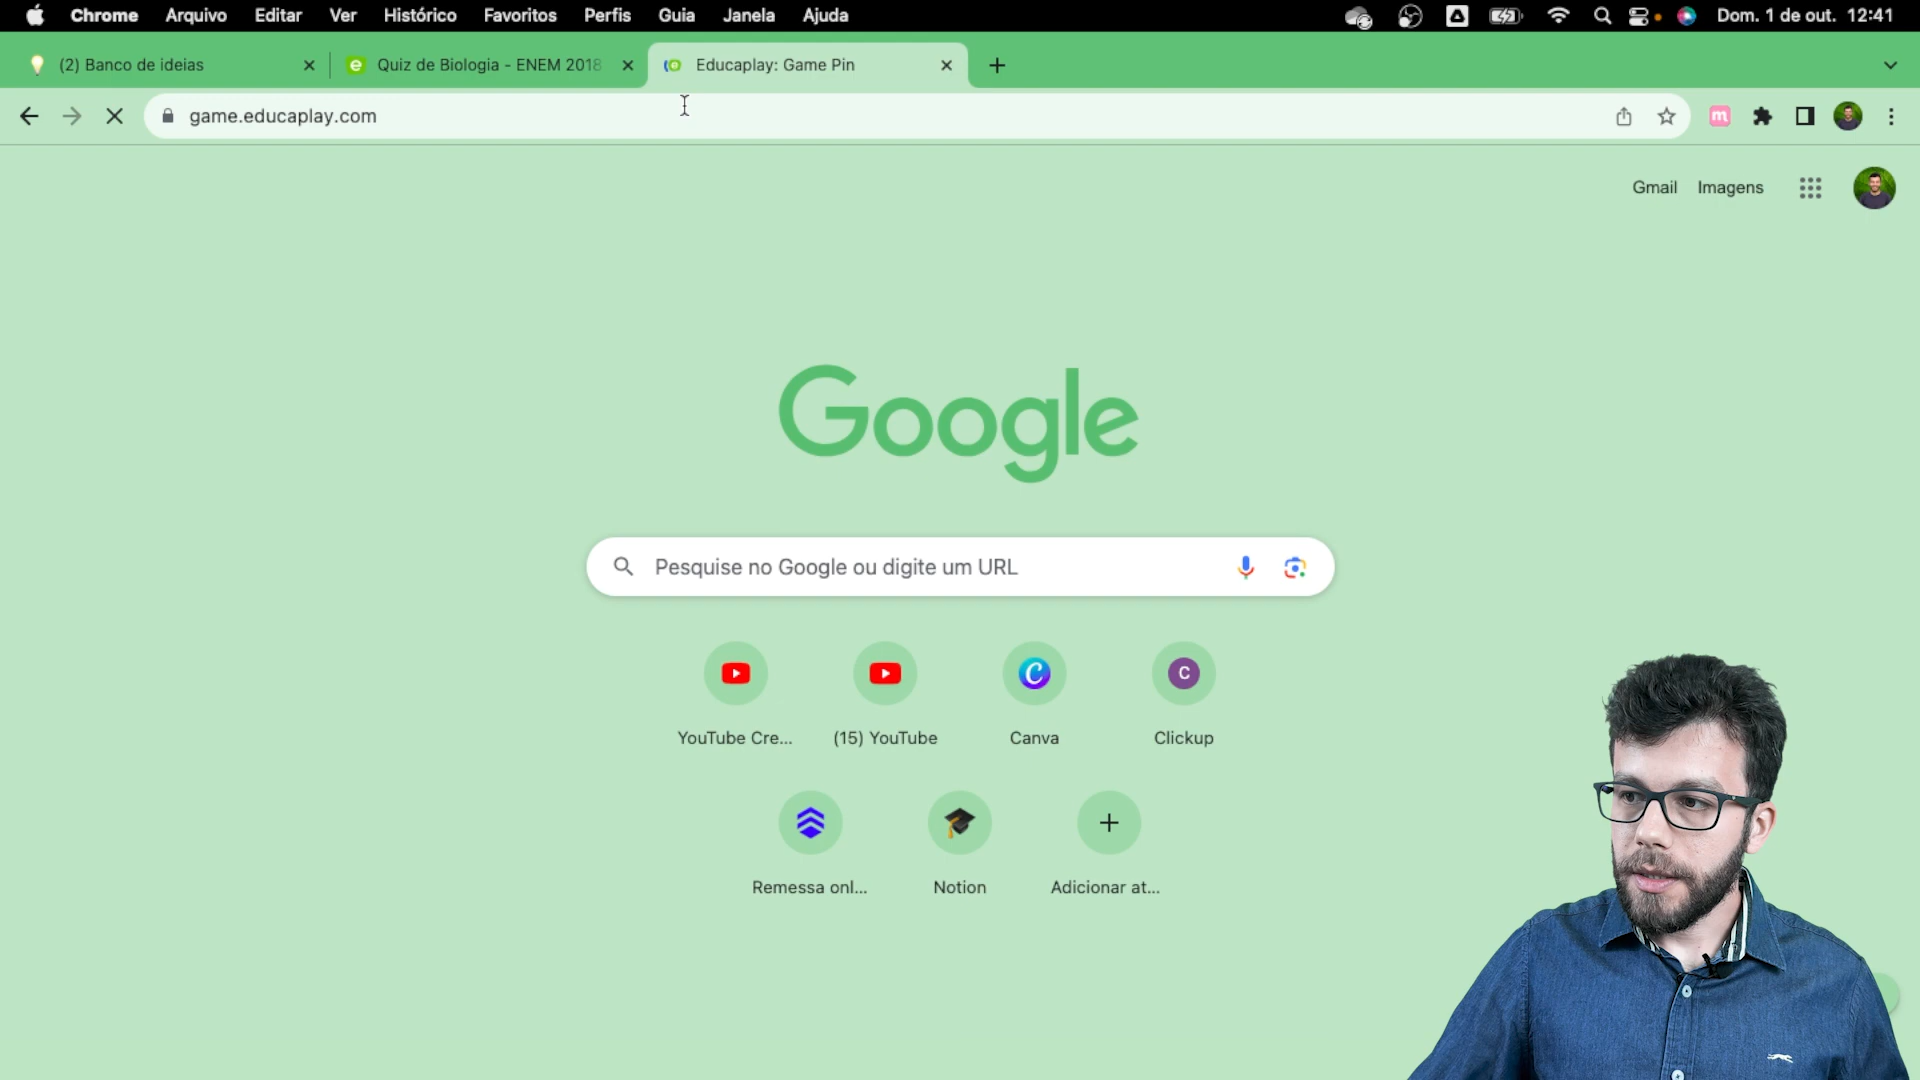 Chrome Arquivo Editar Ver Histórico Favoritos Perfis Guia Janela Ajuda Dom. 1 de out. 12:41
(2) Banco de ideias Quiz de Biologia - ENEM 2018 Educaplay: Game Pin
game.educaplay.com
Gmail Imagens
Google
Pesquise no Google ou digite um URL
YouTube Cre... (15) YouTube Canva Clickup
C
Remessa onl... Notion Adicionar at...